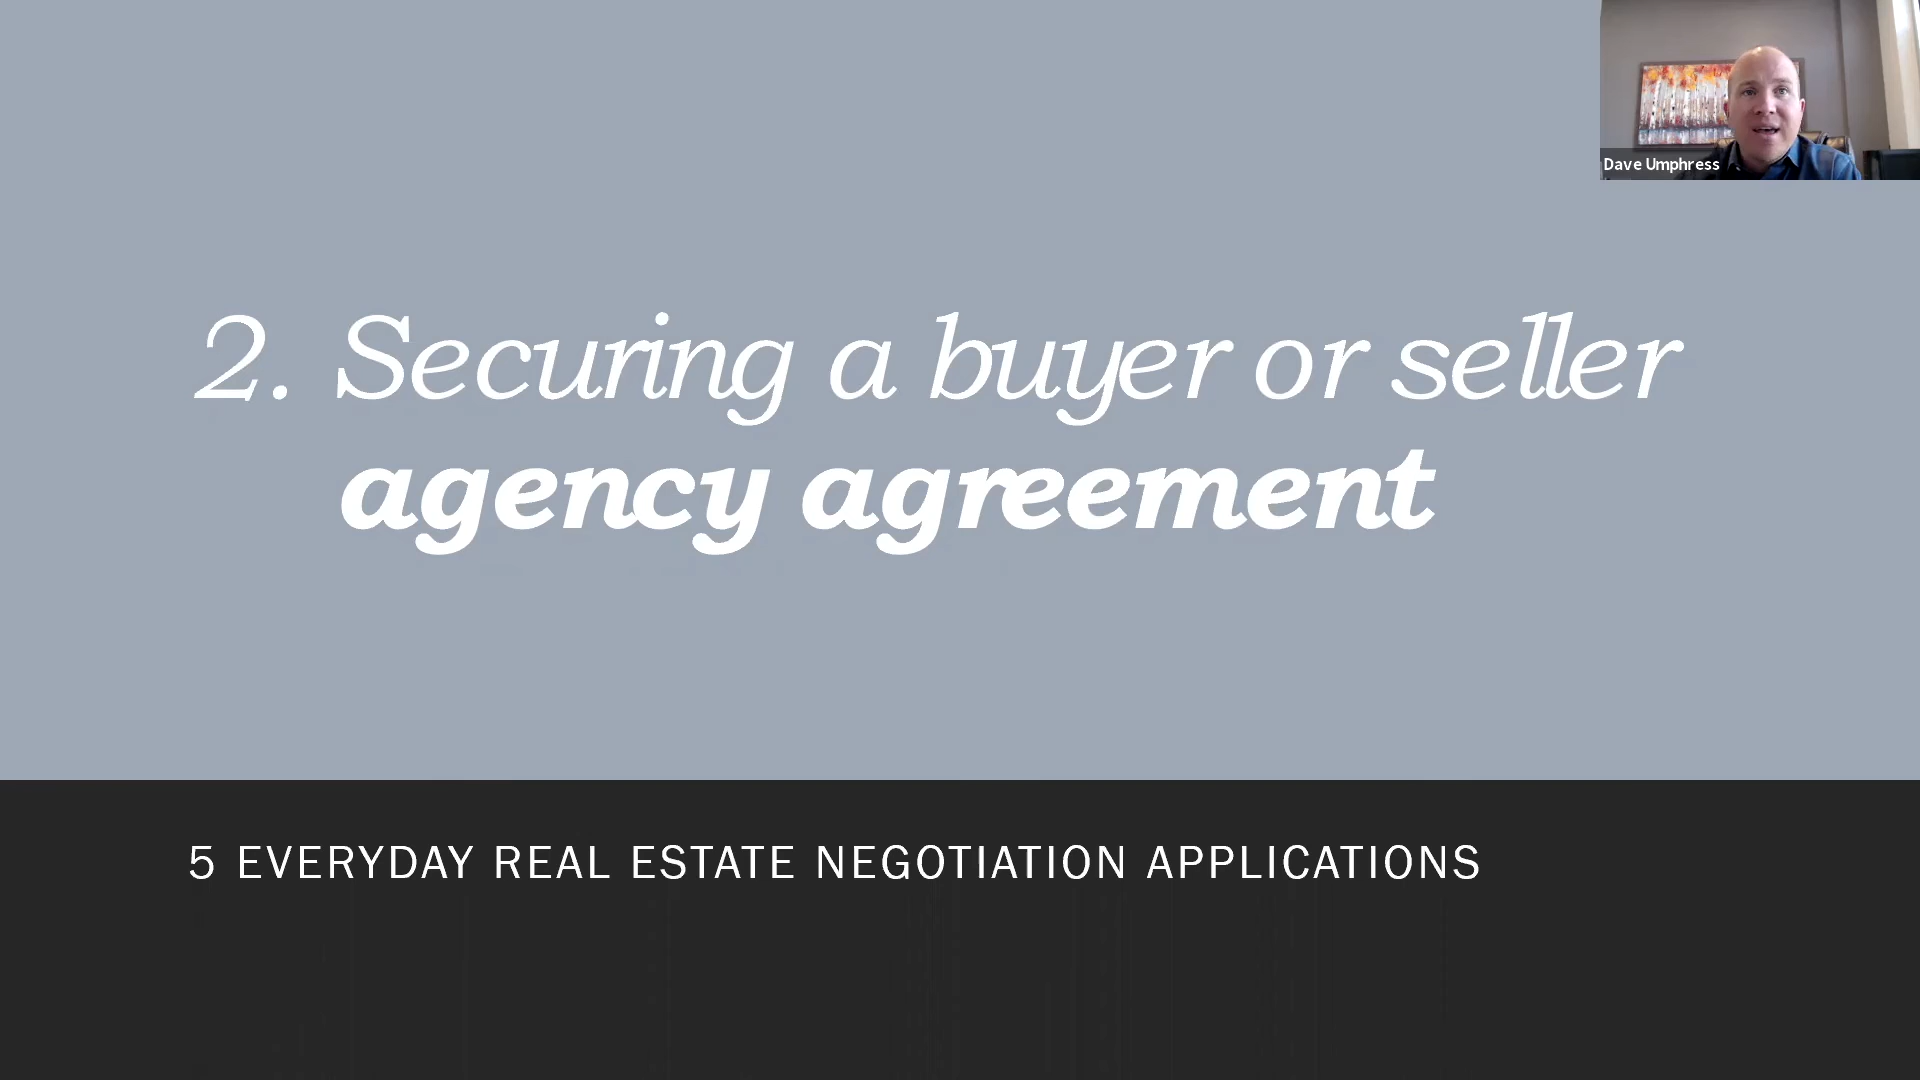 Dave Umphress
2. Securing a buyer or seller
agency agreement
5 EVERYDAY REAL ESTATE NEGOTIATION APPLICATIONS